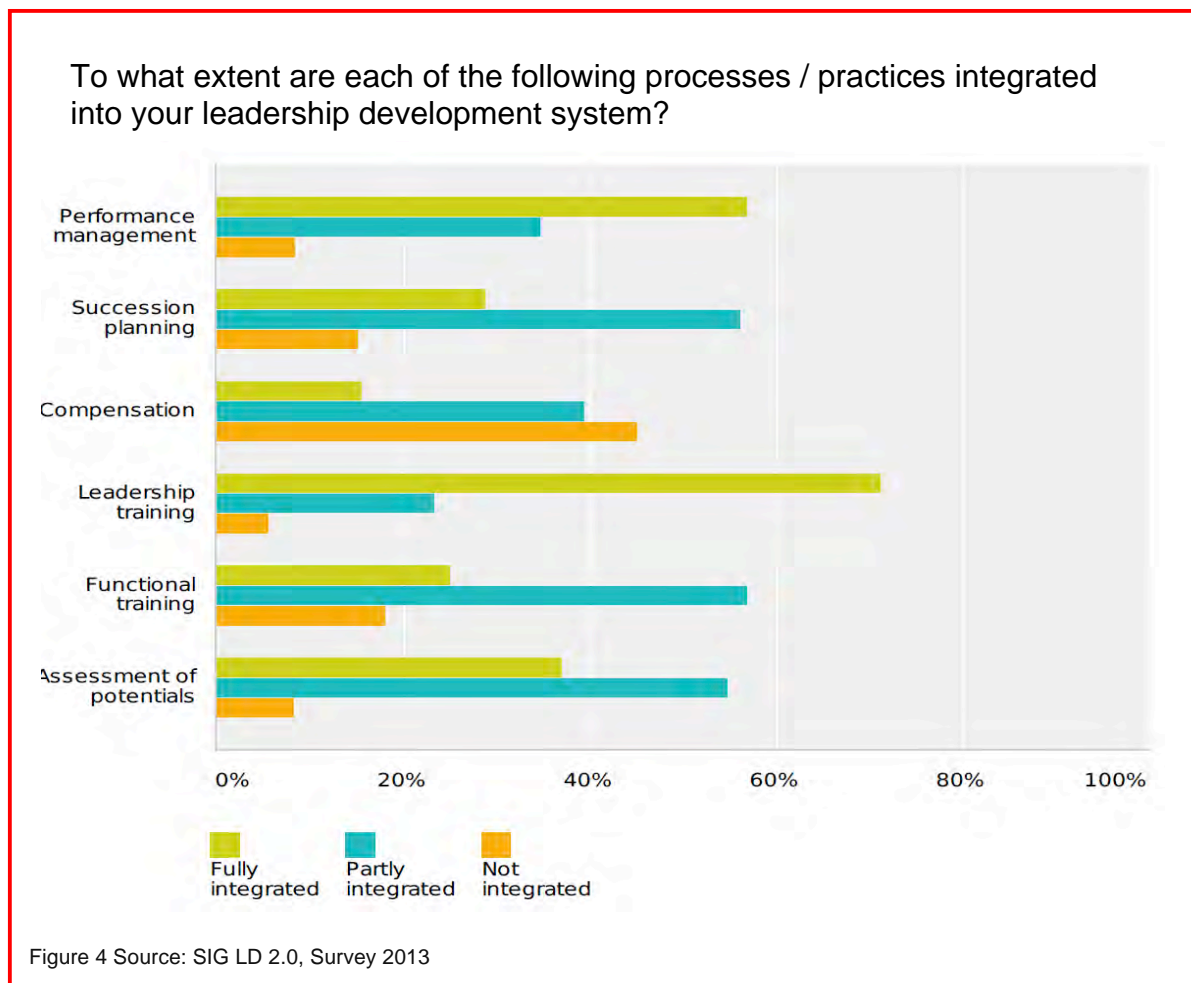 To what extent are each of the following processes / practices integrated
into your leadership development system?
Performance
management
Succession
planning
Compensation
Leadership
training
Functional
training
Assessment of
potentials
0% 20% 40% 60% 80% 100%
Fully
integrated
Partly
integrated
Not
integrated
Figure 4 Source: SIG LD 2.0, Survey 2013